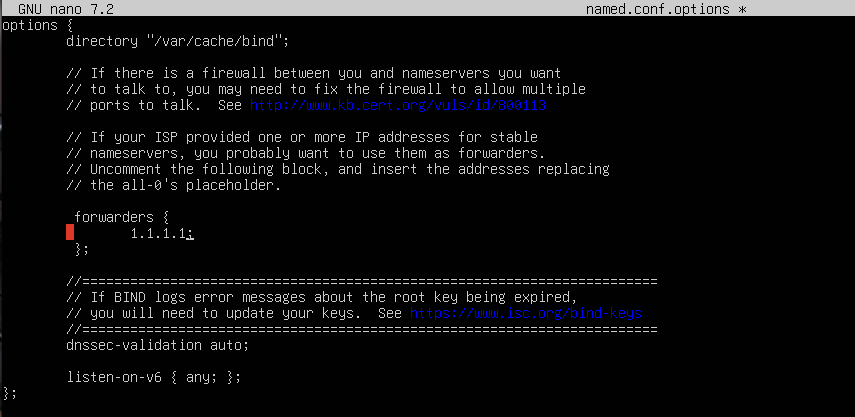 GNU nano 7.2 named.conf.options *
options {
directory "/var/cache/bind";
// If there is a firewall between you and nameservers you want
// to talk to, you may need to fix the firewall to allow multiple
// ports to talk. See http://www.kb.cert.org/vuls/id/800113
// If your ISP provided one or more IP addresses for stable
// nameservers, you probably want to use them as forwarders.
// Uncomment the following block, and insert the addresses replacing
// the all-0's placeholder.
forwarders {
1.1.1.1;
};
//========================================================================
// If BIND logs error messages about the root key being expired,
// you will need to update your keys. See https://www.isc.org/bind-keys
//========================================================================
dnssec-validation auto;
listen-on-v6 { any; };
};